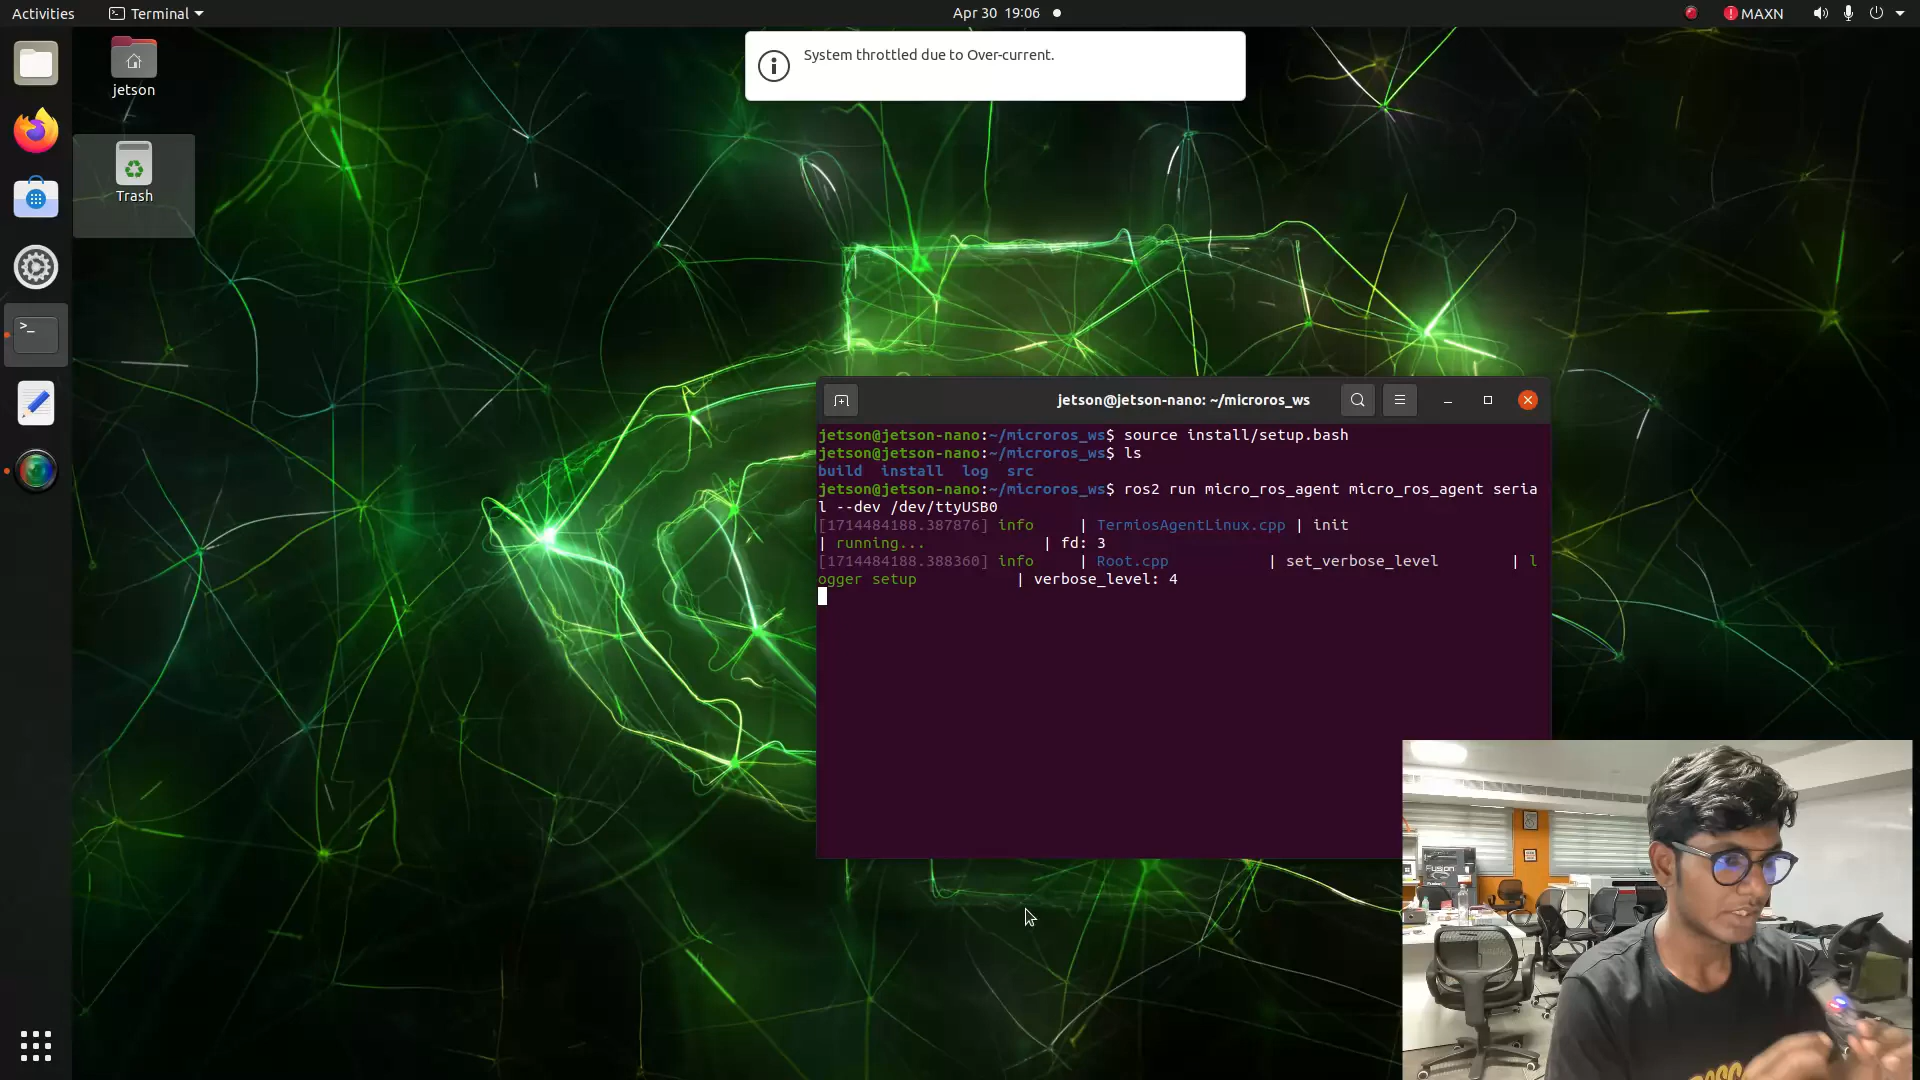 Activities
Terminal
Apr 30 19:06
MAXN
System throttled due to Over-current.
jetson
Trash
jetson@jetson-nano: ~/microros_ws
jetson@jetson-nano:~/microros_ws$ source install/setup.bash
jetson@jetson-nano:~/microros_ws$ ls
build install log src
jetson@jetson-nano:~/microros_ws$ ros2 run micro_ros_agent micro_ros_agent seria
l --dev /dev/ttyUSB0
[1714484188.387876] info | TermiosAgentLinux.cpp | init
| running... | fd: 3
[1714484188.388360] info | Root.cpp | set_verbose_level | l
ogger setup | verbose_level: 4
Fusion